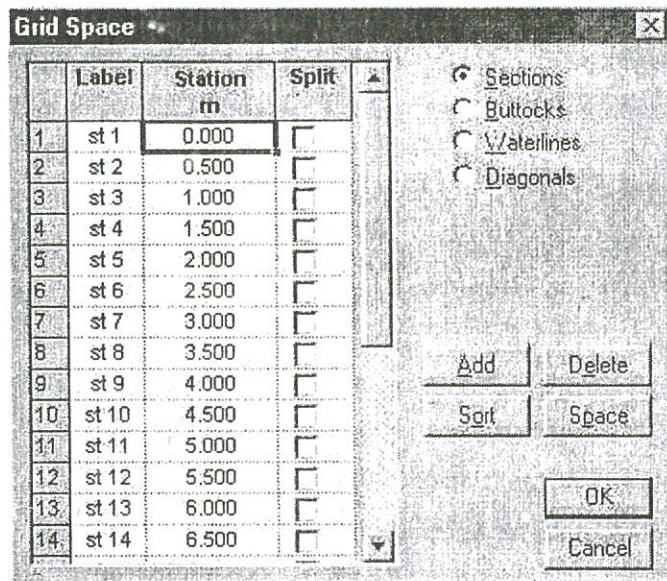 Grid Space
Label Station m Split
1 st 1 0.000
2 st 2 0.500
3 st 3 1.000
4 st 4 1.500
5 st 5 2.000
6 st 6 2.500
7 st 7 3.000
8 st 8 3.500
9 st 9 4.000
10 st 10 4.500
11 st 11 5.000
12 st 12 5.500
13 st 13 6.000
14 st 14 6.500
Sections
Buttocks
Waterlines
Diagonals
Add Delete
Sort Space
OK
Cancel